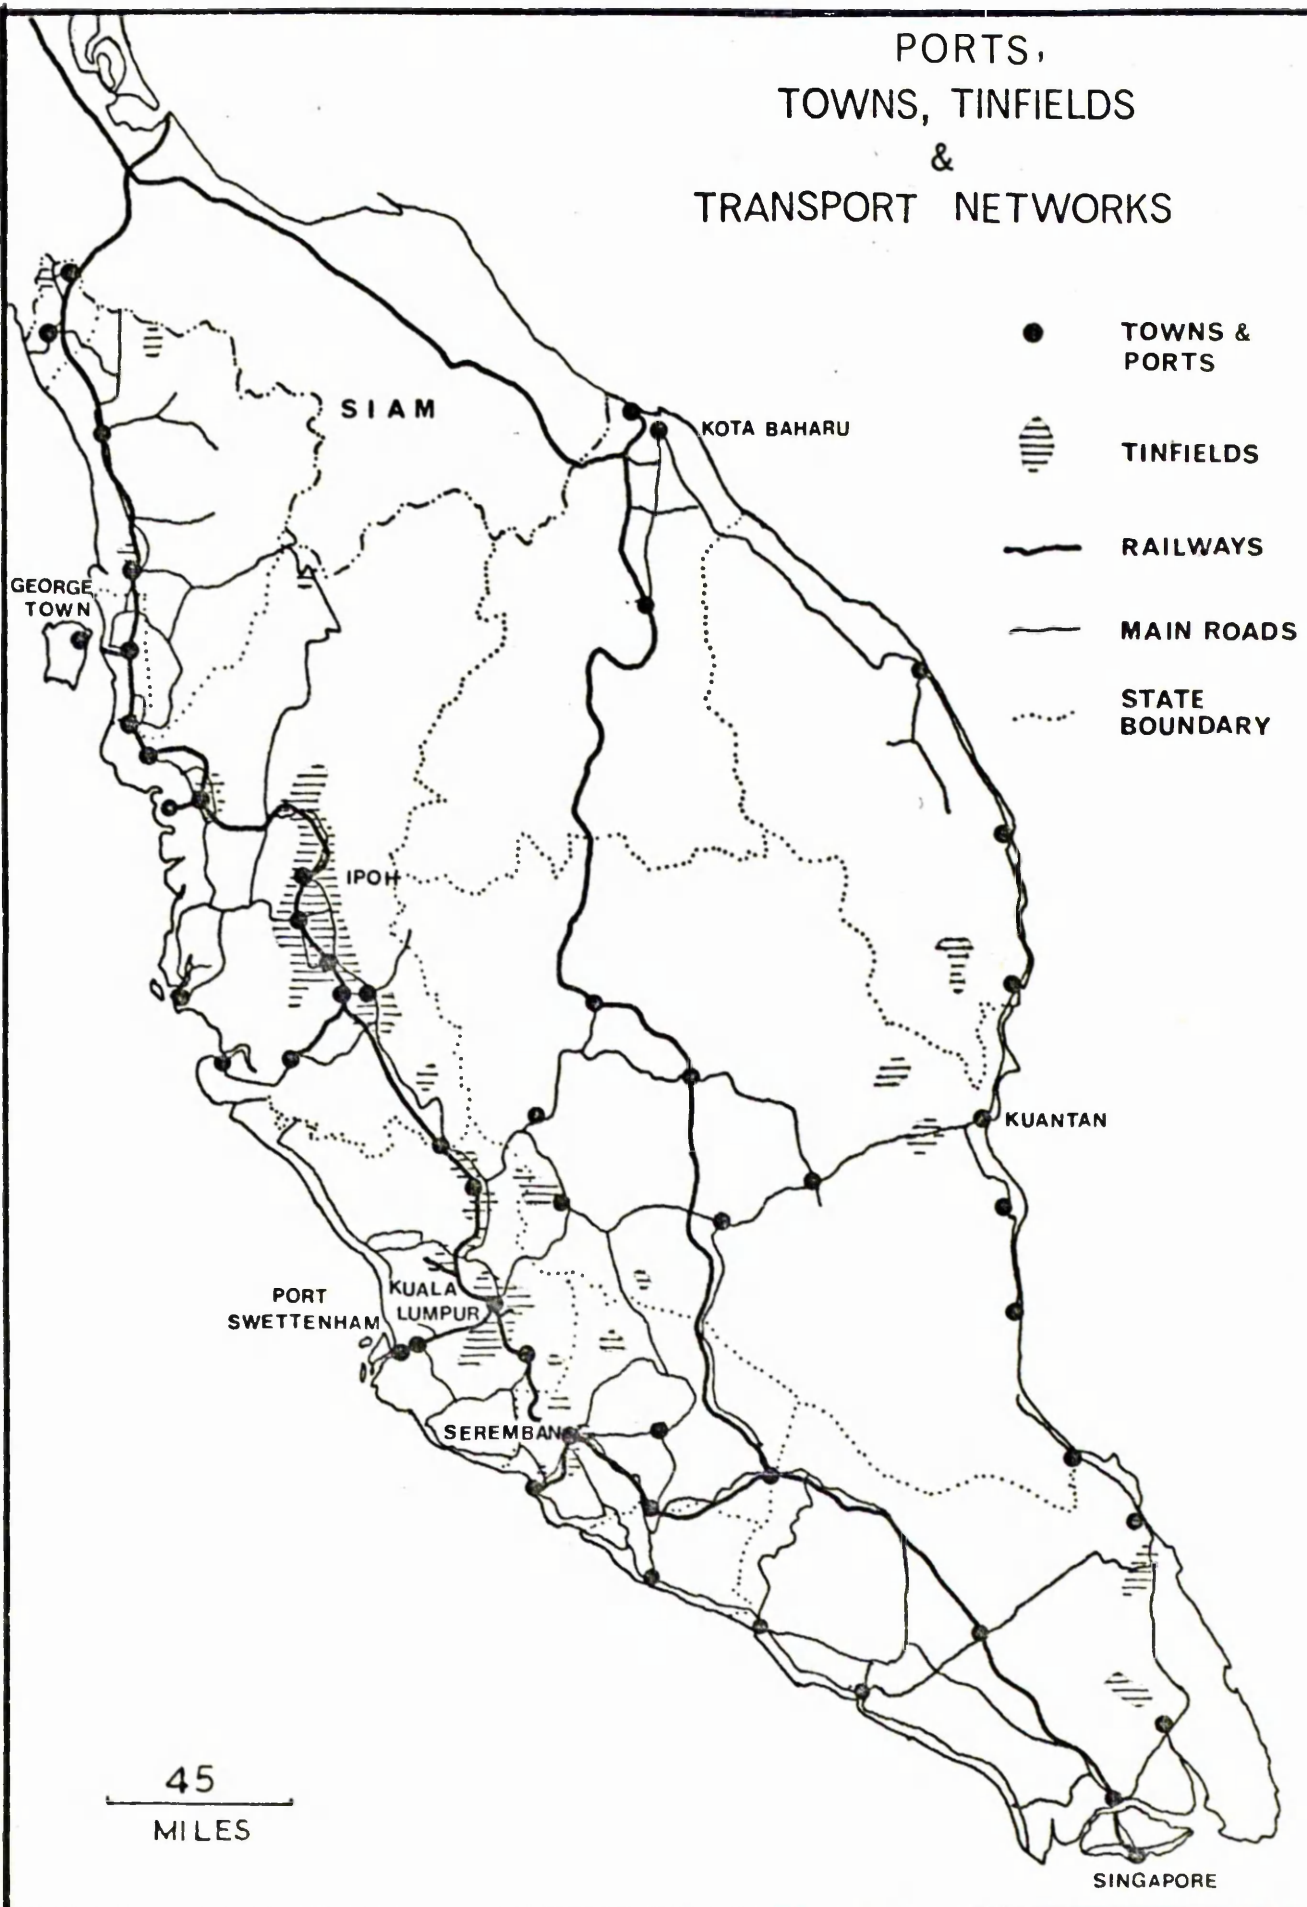 PORTS,
TOWNS, TINFIELDS
&
TRANSPORT NETWORKS
TOWNS &
PORTS
TINFIELDS
RAILWAYS
MAIN ROADS
STATE
BOUNDARY
SIAM
KOTA BAHARU
GEORGE
TOWN
IPOH
KUANTAN
PORT
SWETTENHAM
KUALA
LUMPUR
SEREMBAN
45
MILES
SINGAPORE